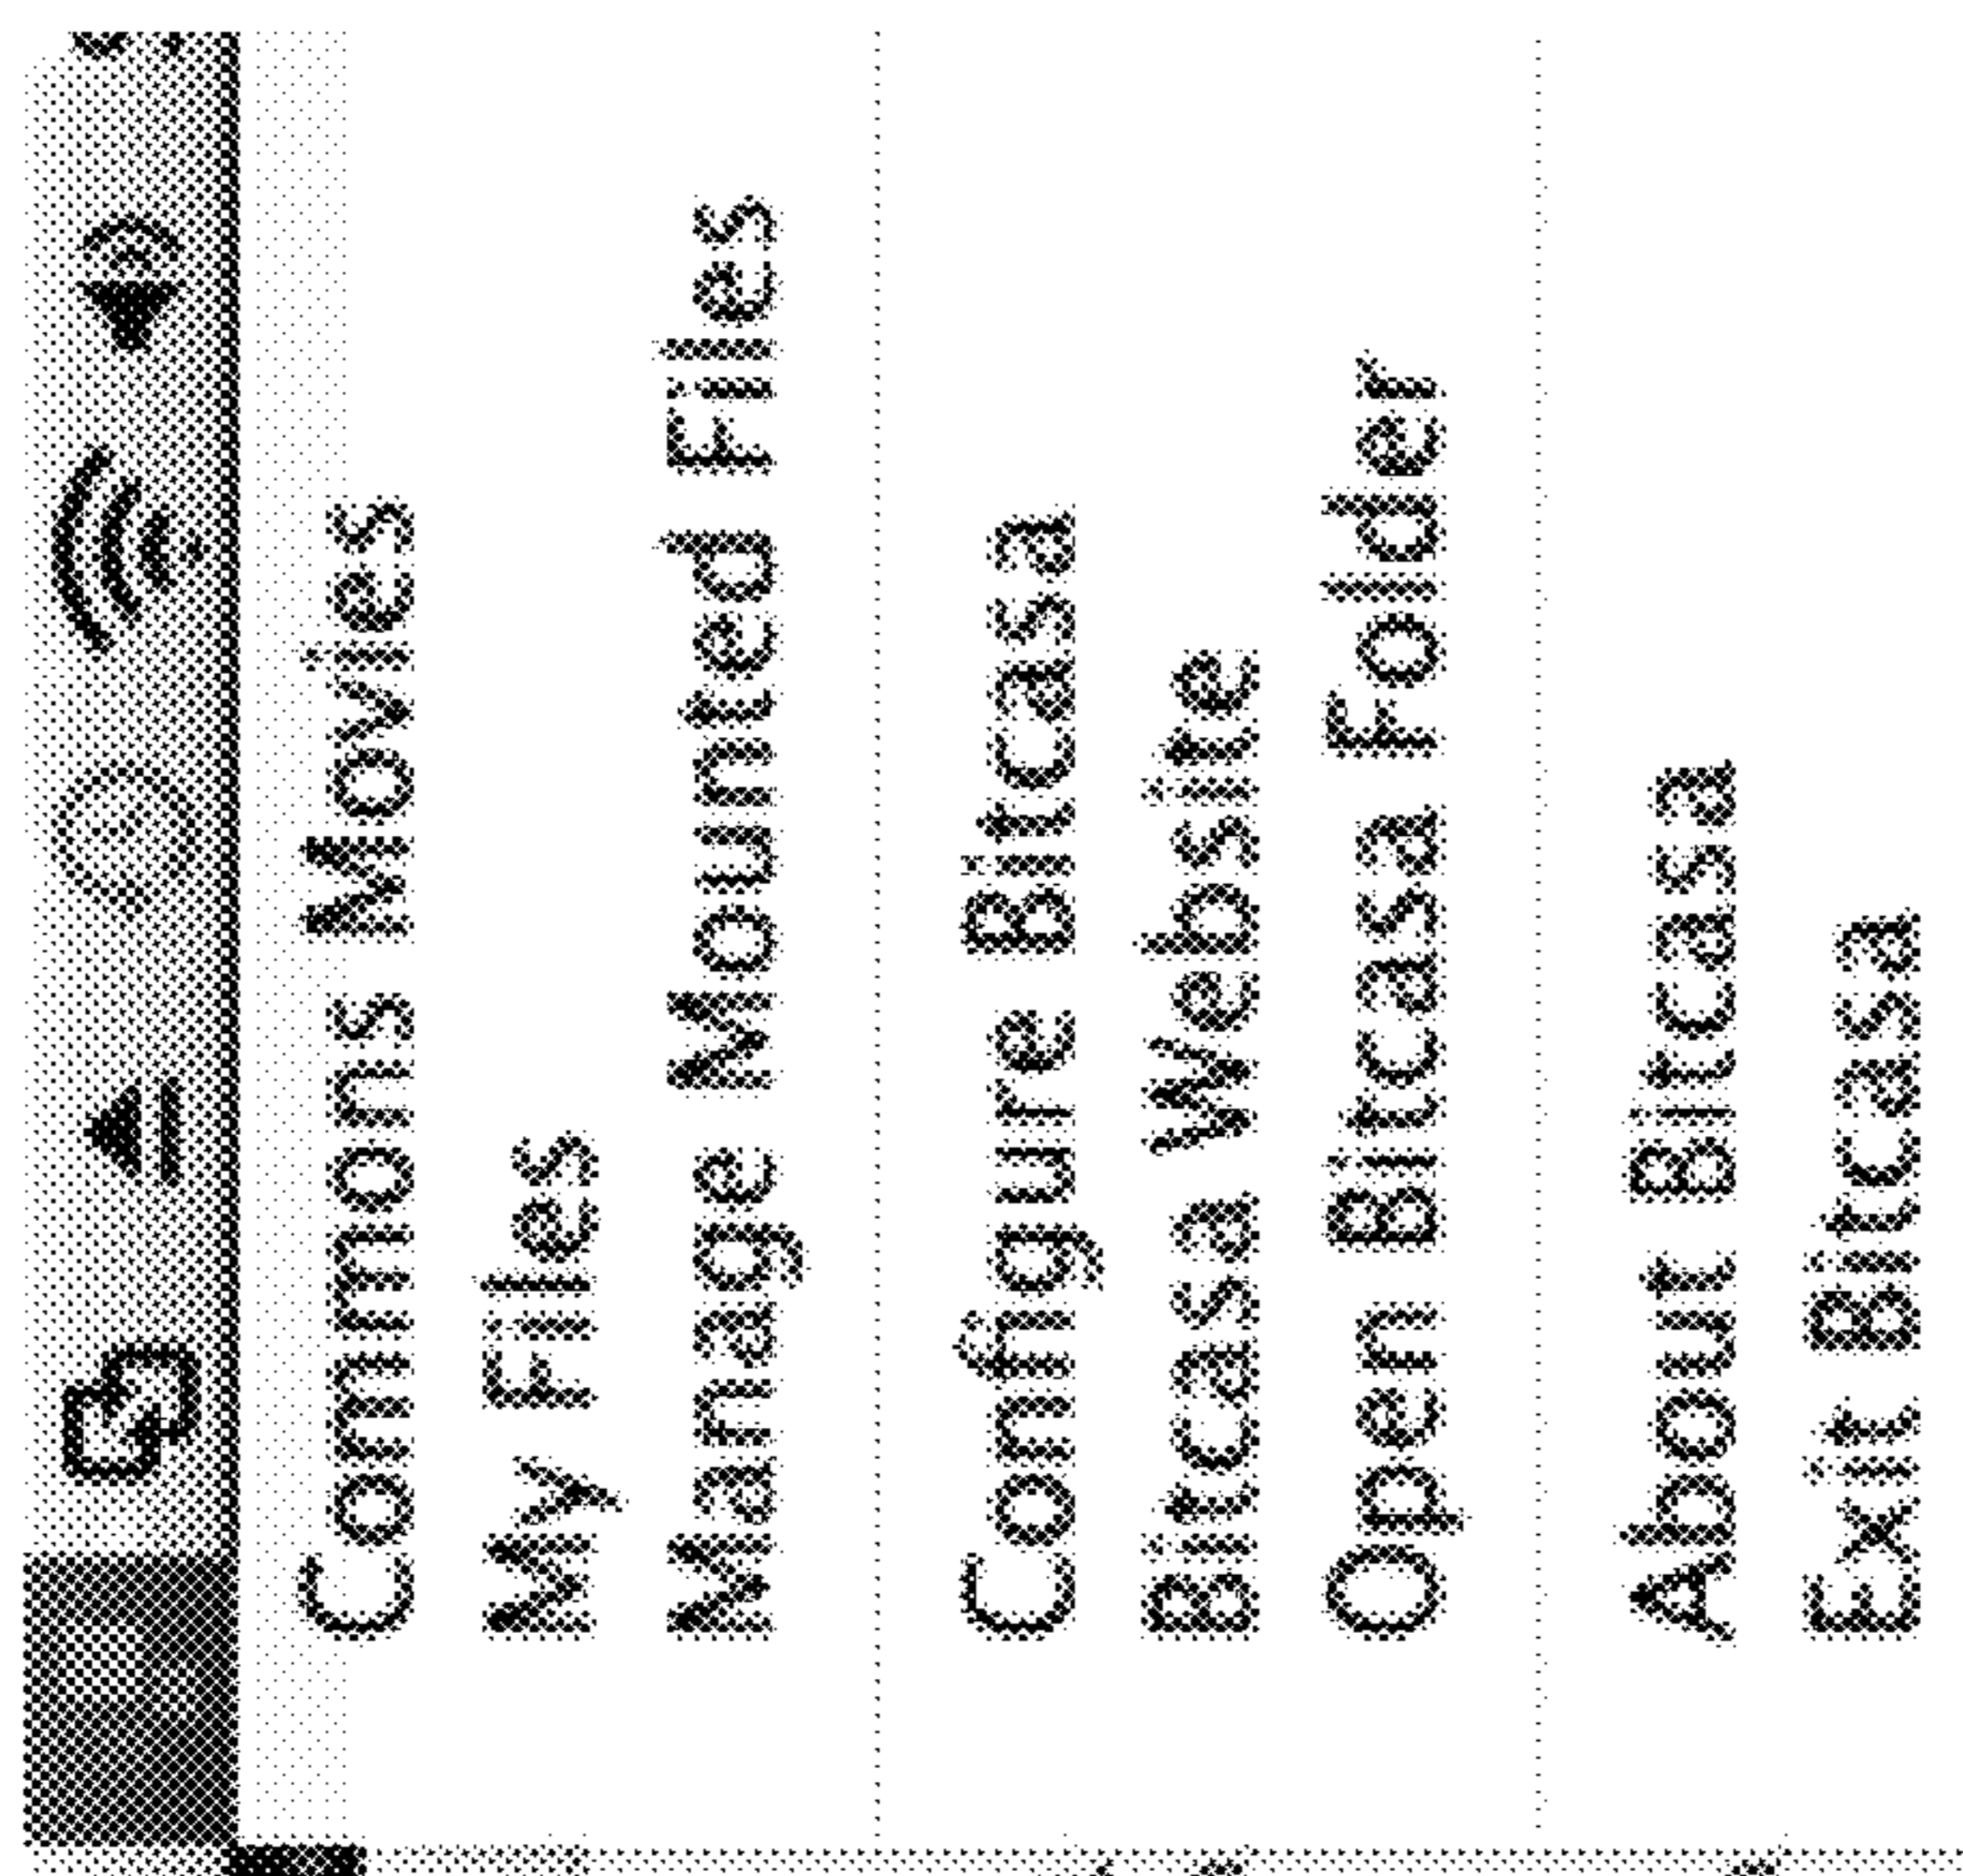 Commons Movies
My Files
Manage Mounted Files
Configure Bitcasa
Bitcasa Website
Open Bitcasa Folder
About Bitcasa
Exit Bitcasa